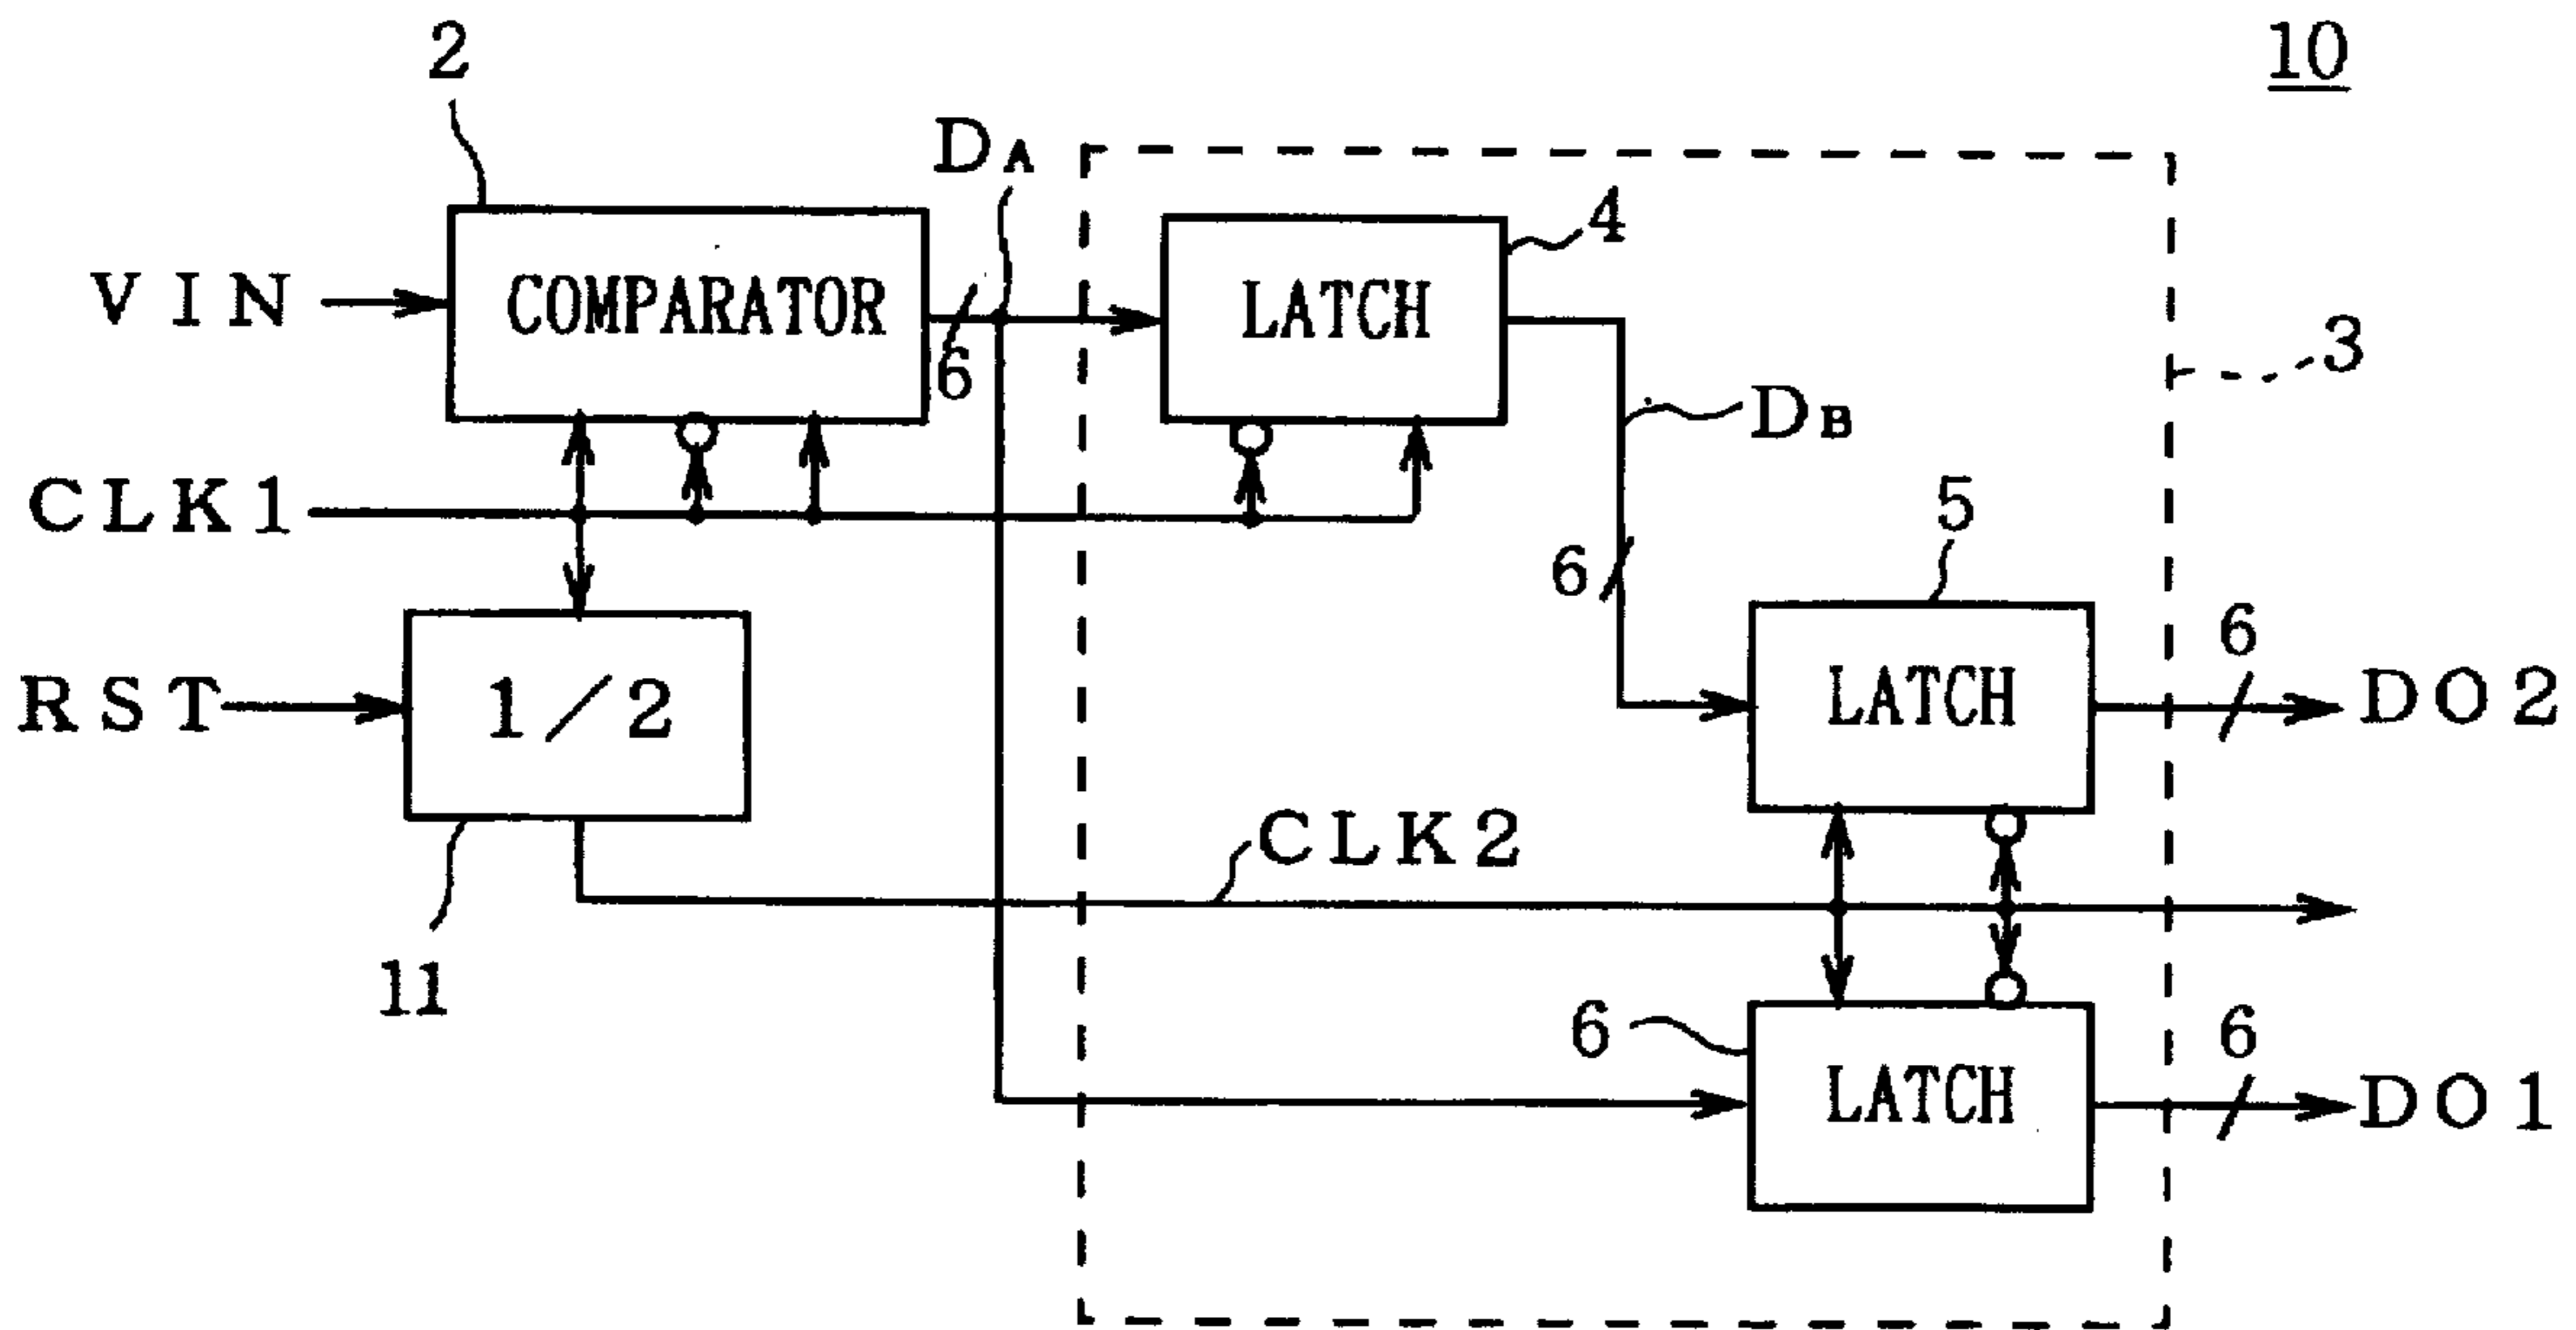 10
2
DA
4
VIN
COMPARATOR
LATCH
3
6
DB
CLK1
5
6
6
RST
1/2
LATCH
DO2
CLK2
11
6
6
LATCH
DO1